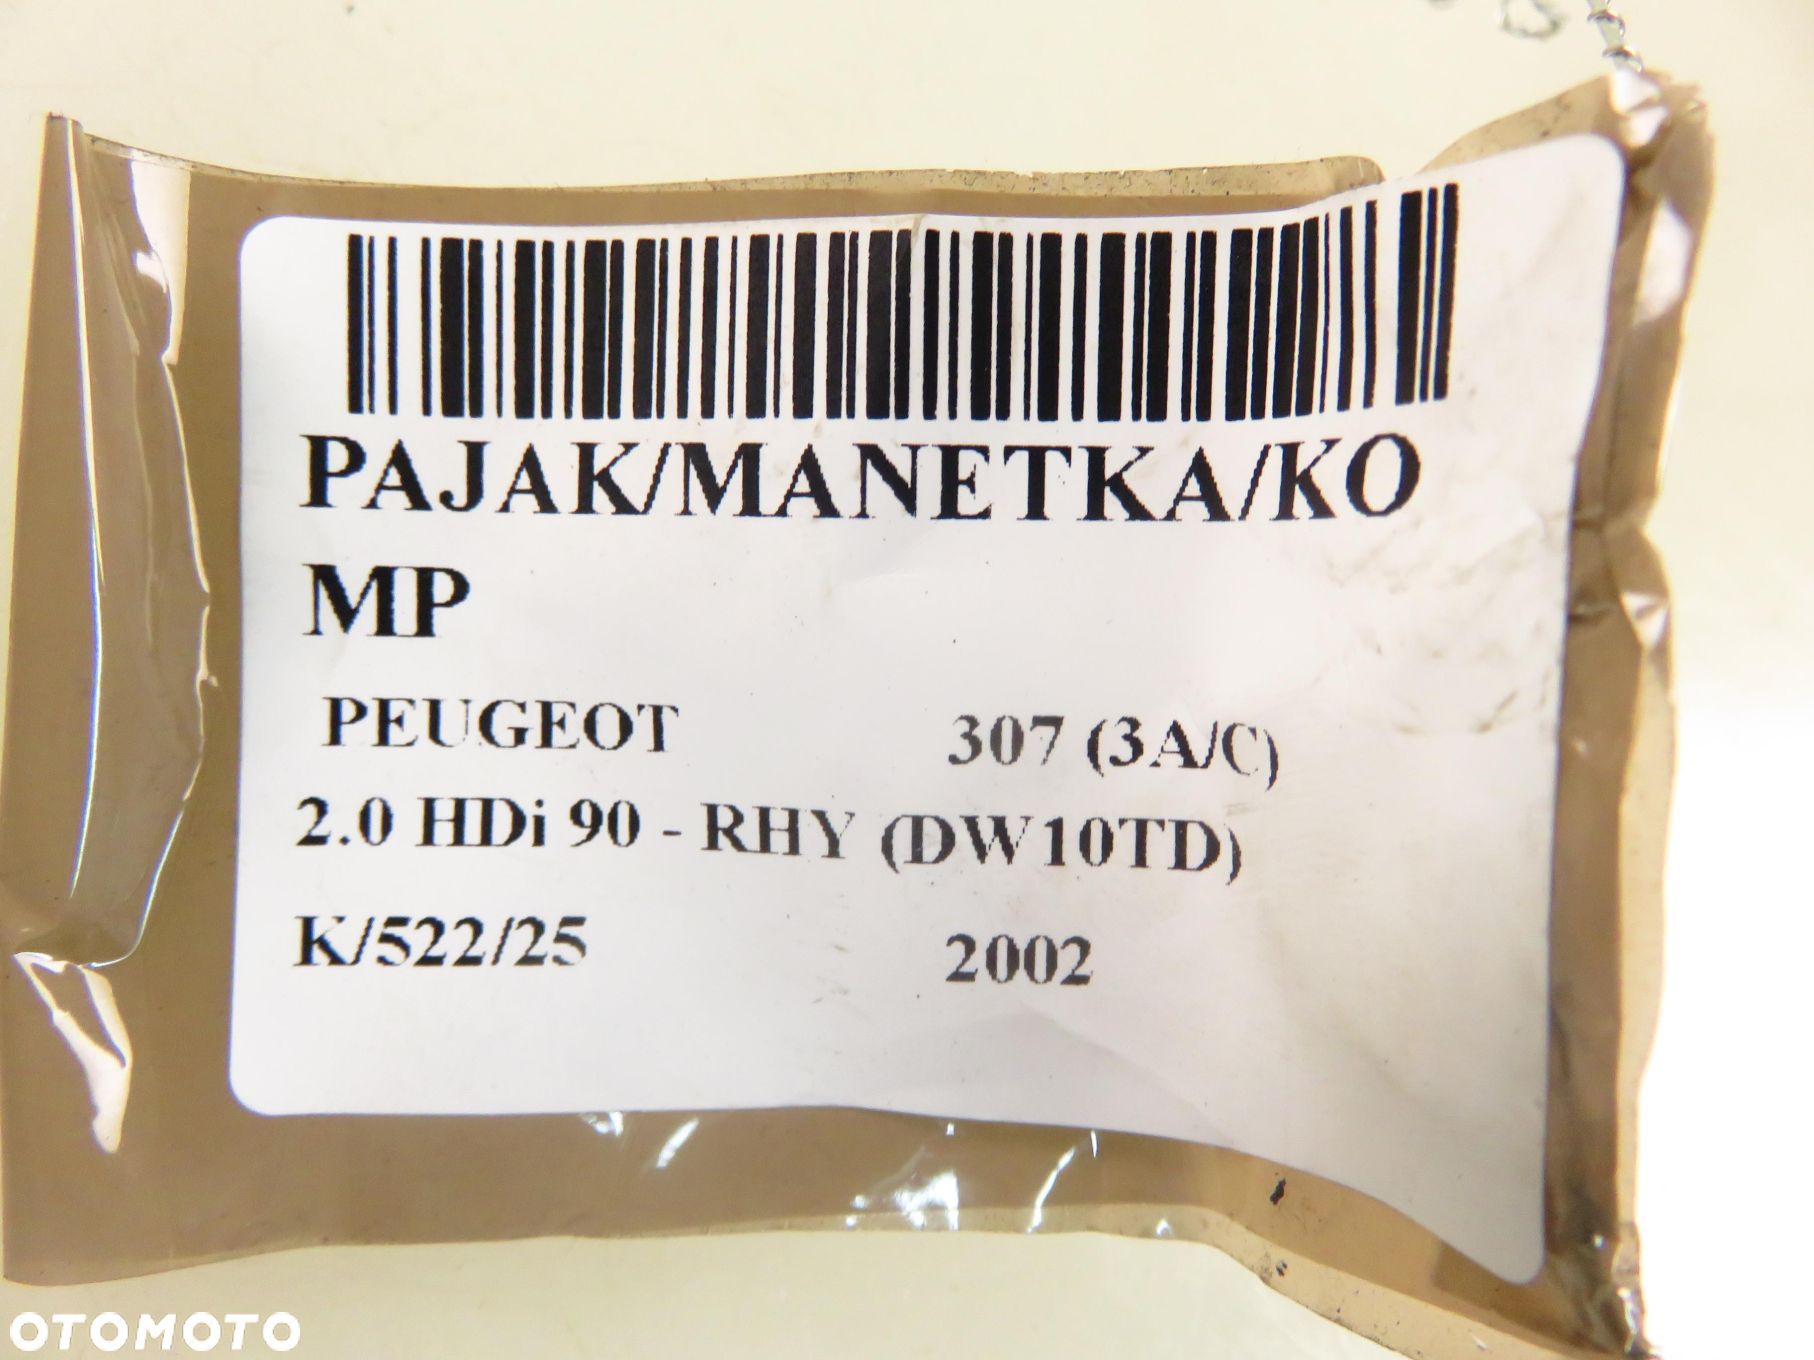 PAJAK/MANETKA/KO
MP
PEUGEOT 307 (3A/C)
2.0 HDi 90 - RHY (DW10TD)
K/522/25 2002
OTOMOTO